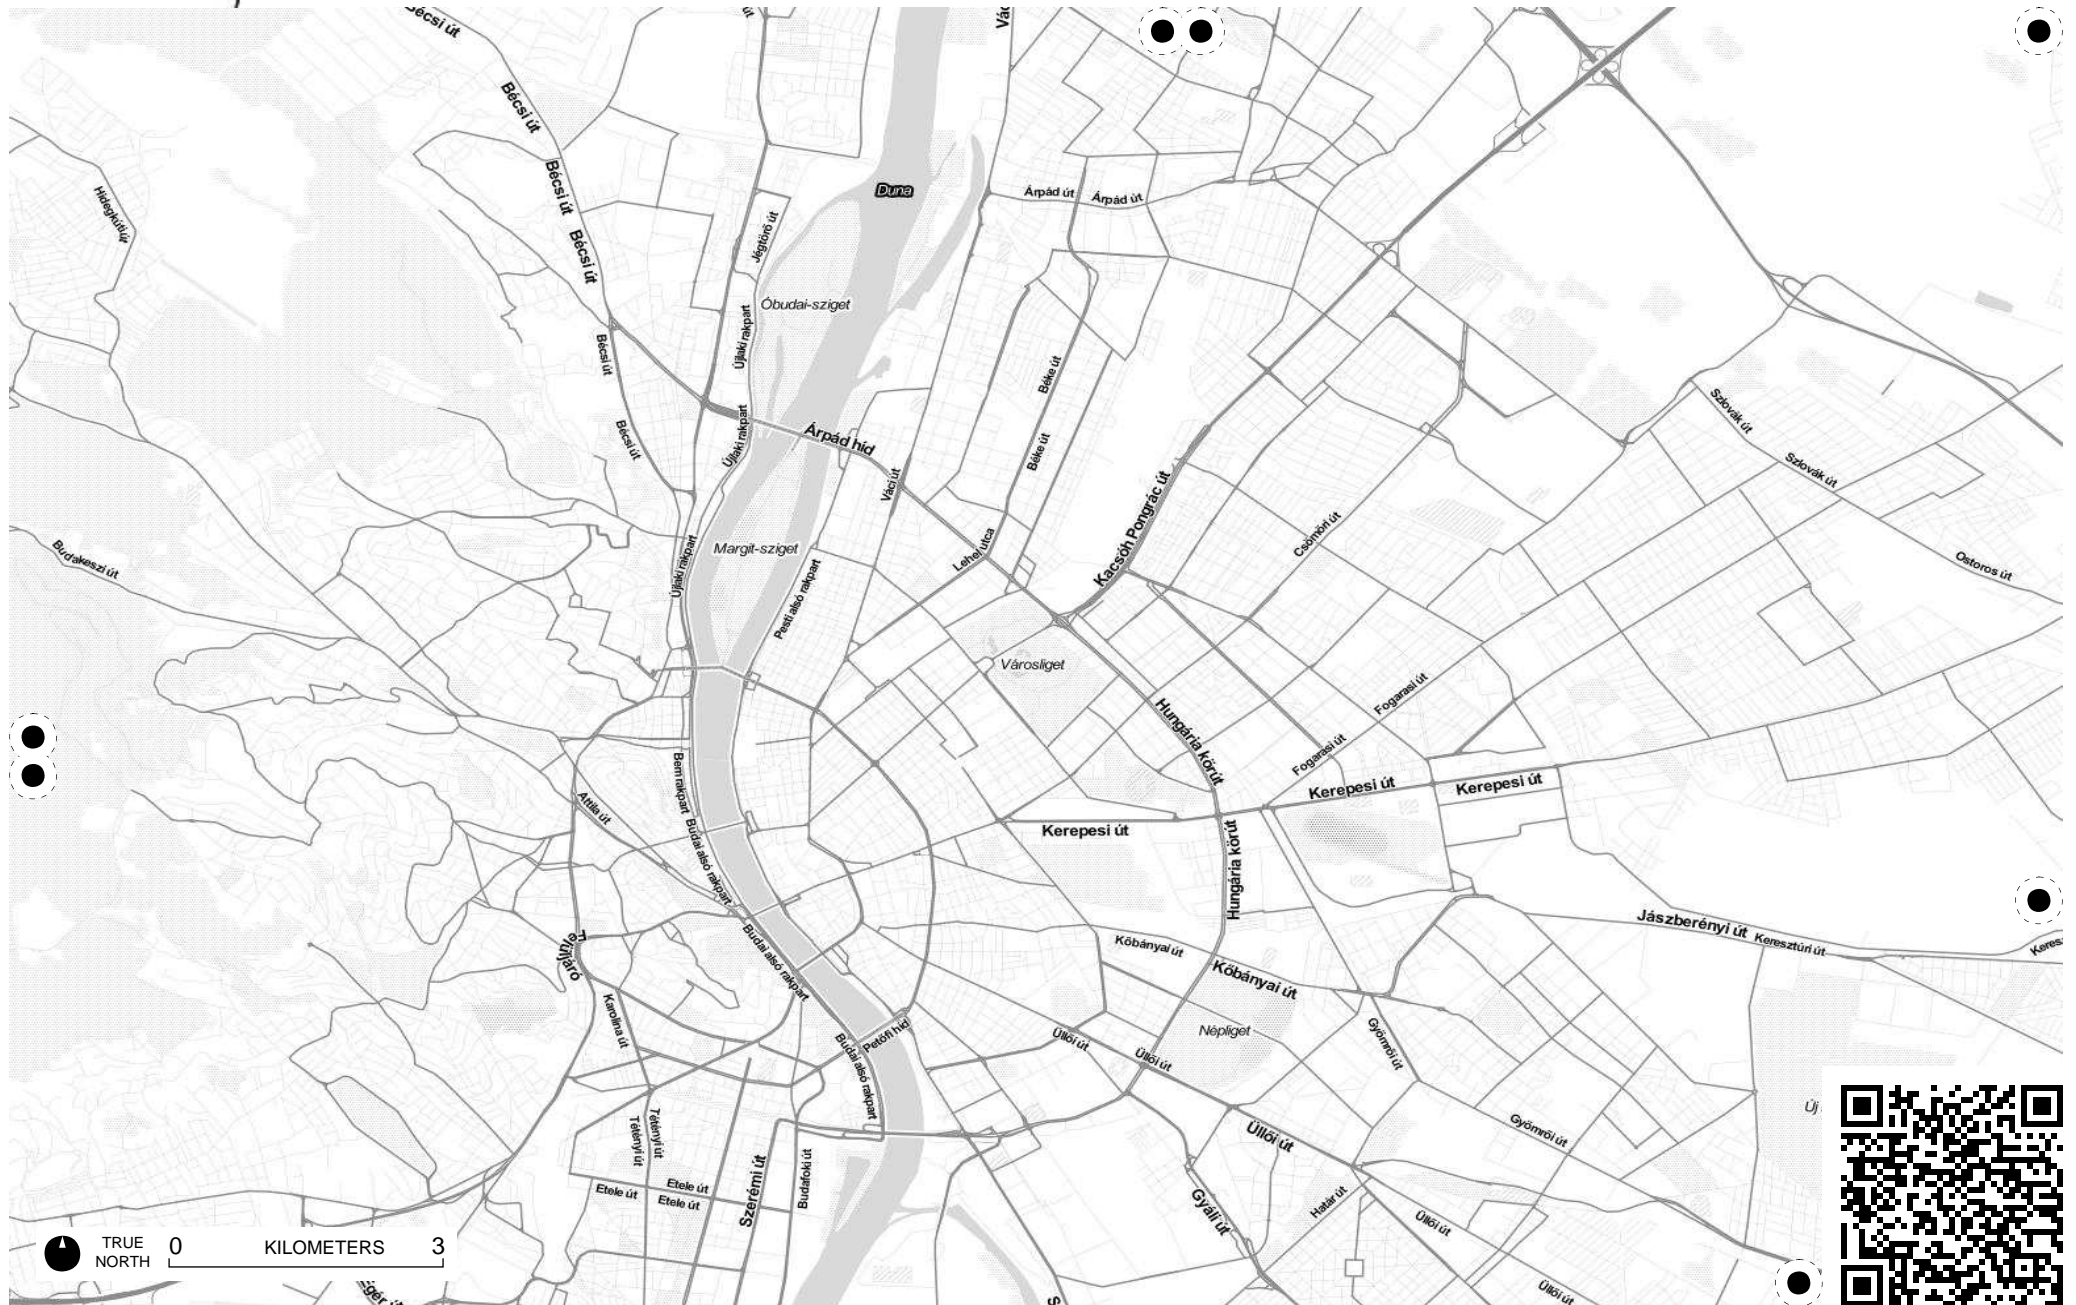 Bécsi út
út
Vác
Bécsi út
Duna
Bécsi út
Árpád út
Árpád út
Hidegkúti út
Jégtörő út
Bécsi út
Óbudai-sziget
Újlaki rakpart
Bécsi út
Béke út
Szlovák út
Bécsi út
Újlaki rakpart
Árpád híd
Béke út
Szlovák út
Váci út
Kacsóh Pongrác út
Csömöri út
Lehel utca
Margit-sziget
Budakeszi út
Újlaki rakpart
Ostoros út
Pesti alsó rakpart
Városliget
Fogarasi út
Hungária körút
Fogarasi út
Bem rakpart
Kerepesi út
Kerepesi út
Attila út
Kerepesi út
Budai alsó rakpart
Hungária körút
Jászberényi út
Keresztúri út
Keres
Kőbányai út
Budai alsó rakpart
Felüljáró
Kőbányai út
Karolina út
Népliget
Petőfi híd
Üllői út
Gyömrői út
Üllői út
Budai alsó rakpart
Új
Tétényi út
Tétényi út
Üllői út
Gyömrői út
Szerémi út
Budafoki út
Etele út
Etele út
Etele út
Gyáli út
Határ út
Üllői út
Üllői út
TRUE
NORTH
0 KILOMETERS 3